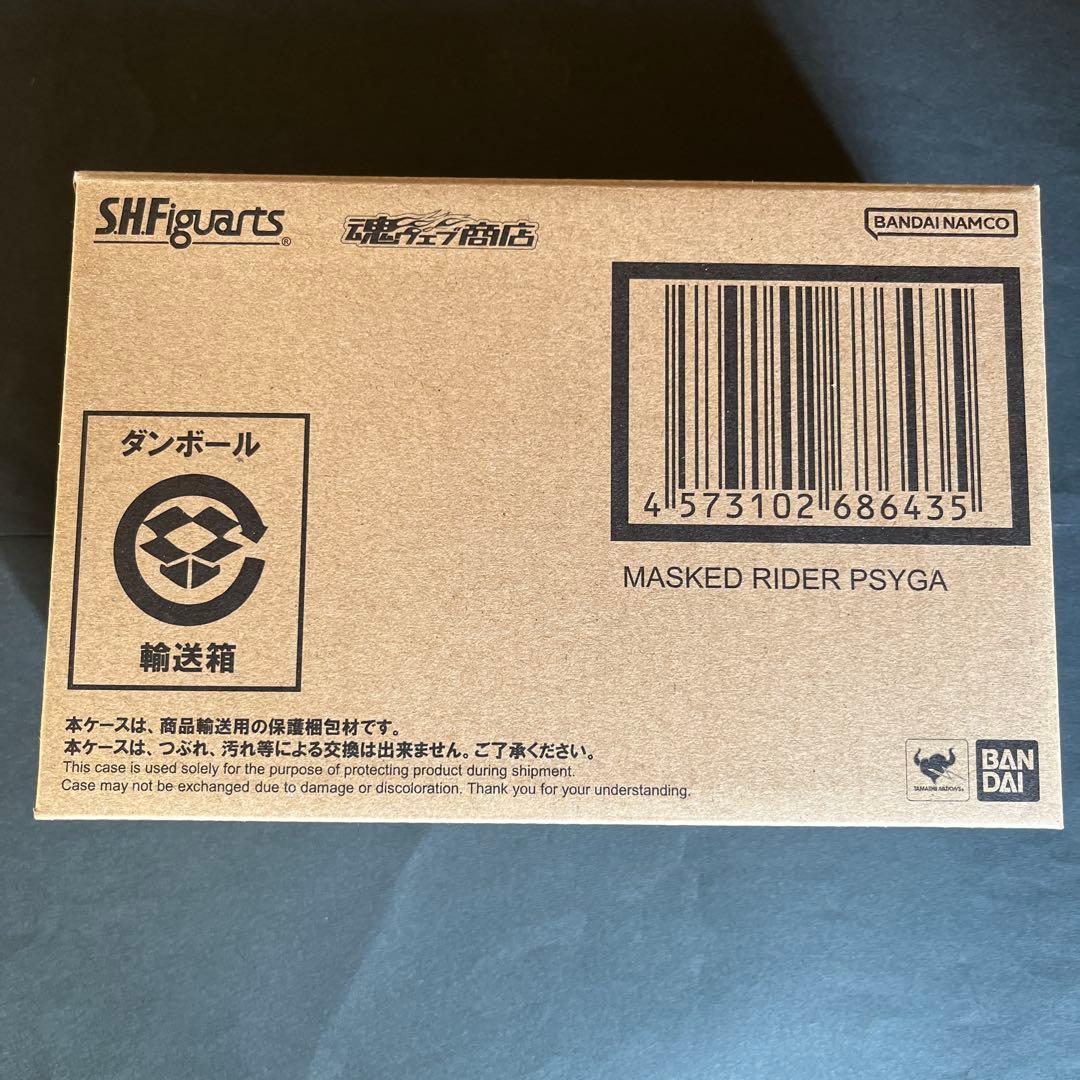 S.H.Figuarts®
魂ウェブ商店
BANDAI NAMCO
4 573102 686435
MASKED RIDER PSYGA
ダンボール
輸送箱
本ケースは、商品輸送用の保護梱包材です。
本ケースは、つぶれ、汚れ等による交換は出来ません。ご了承ください。
This case is used solely for the purpose of protecting product during shipment.
Case may not be exchanged due to damage or discoloration. Thank you for your understanding.
TAMASHII NATIONS®
BAN
DAI